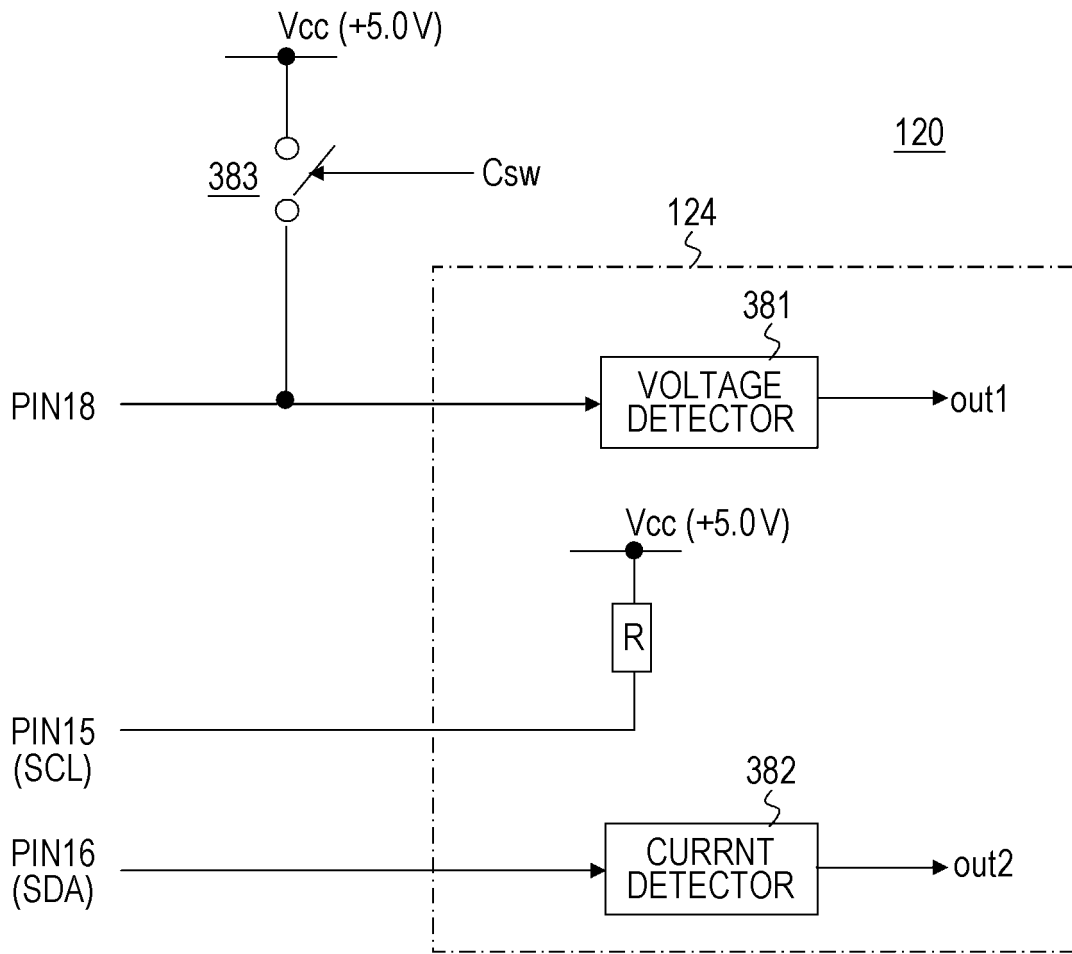 Vcc (+5.0V)
120
383
Csw
124
381
PIN18
VOLTAGE
DETECTOR
out1
Vcc (+5.0V)
R
PIN15
(SCL)
382
PIN16
(SDA)
CURRNT
DETECTOR
out2